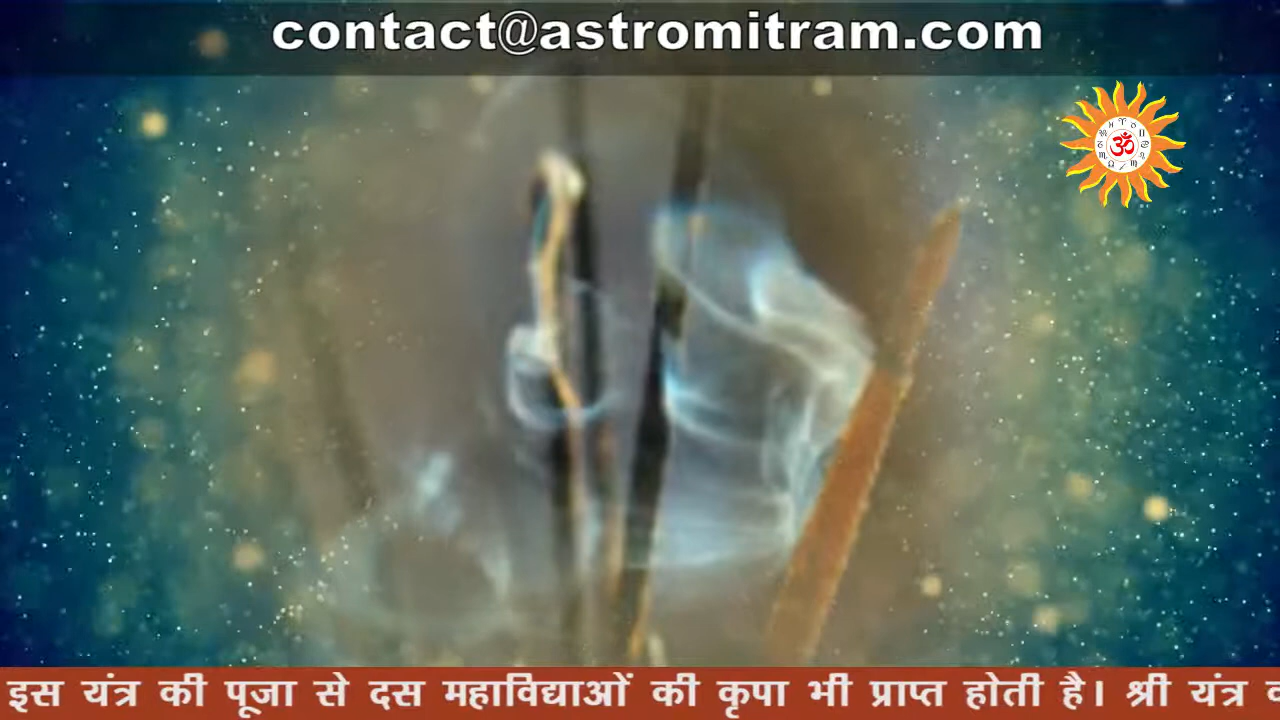 contact@astromitram.com
ॐ
इस यंत्र की पूजा से दस महाविद्याओं की कृपा भी प्राप्त होती है। श्री यंत्र